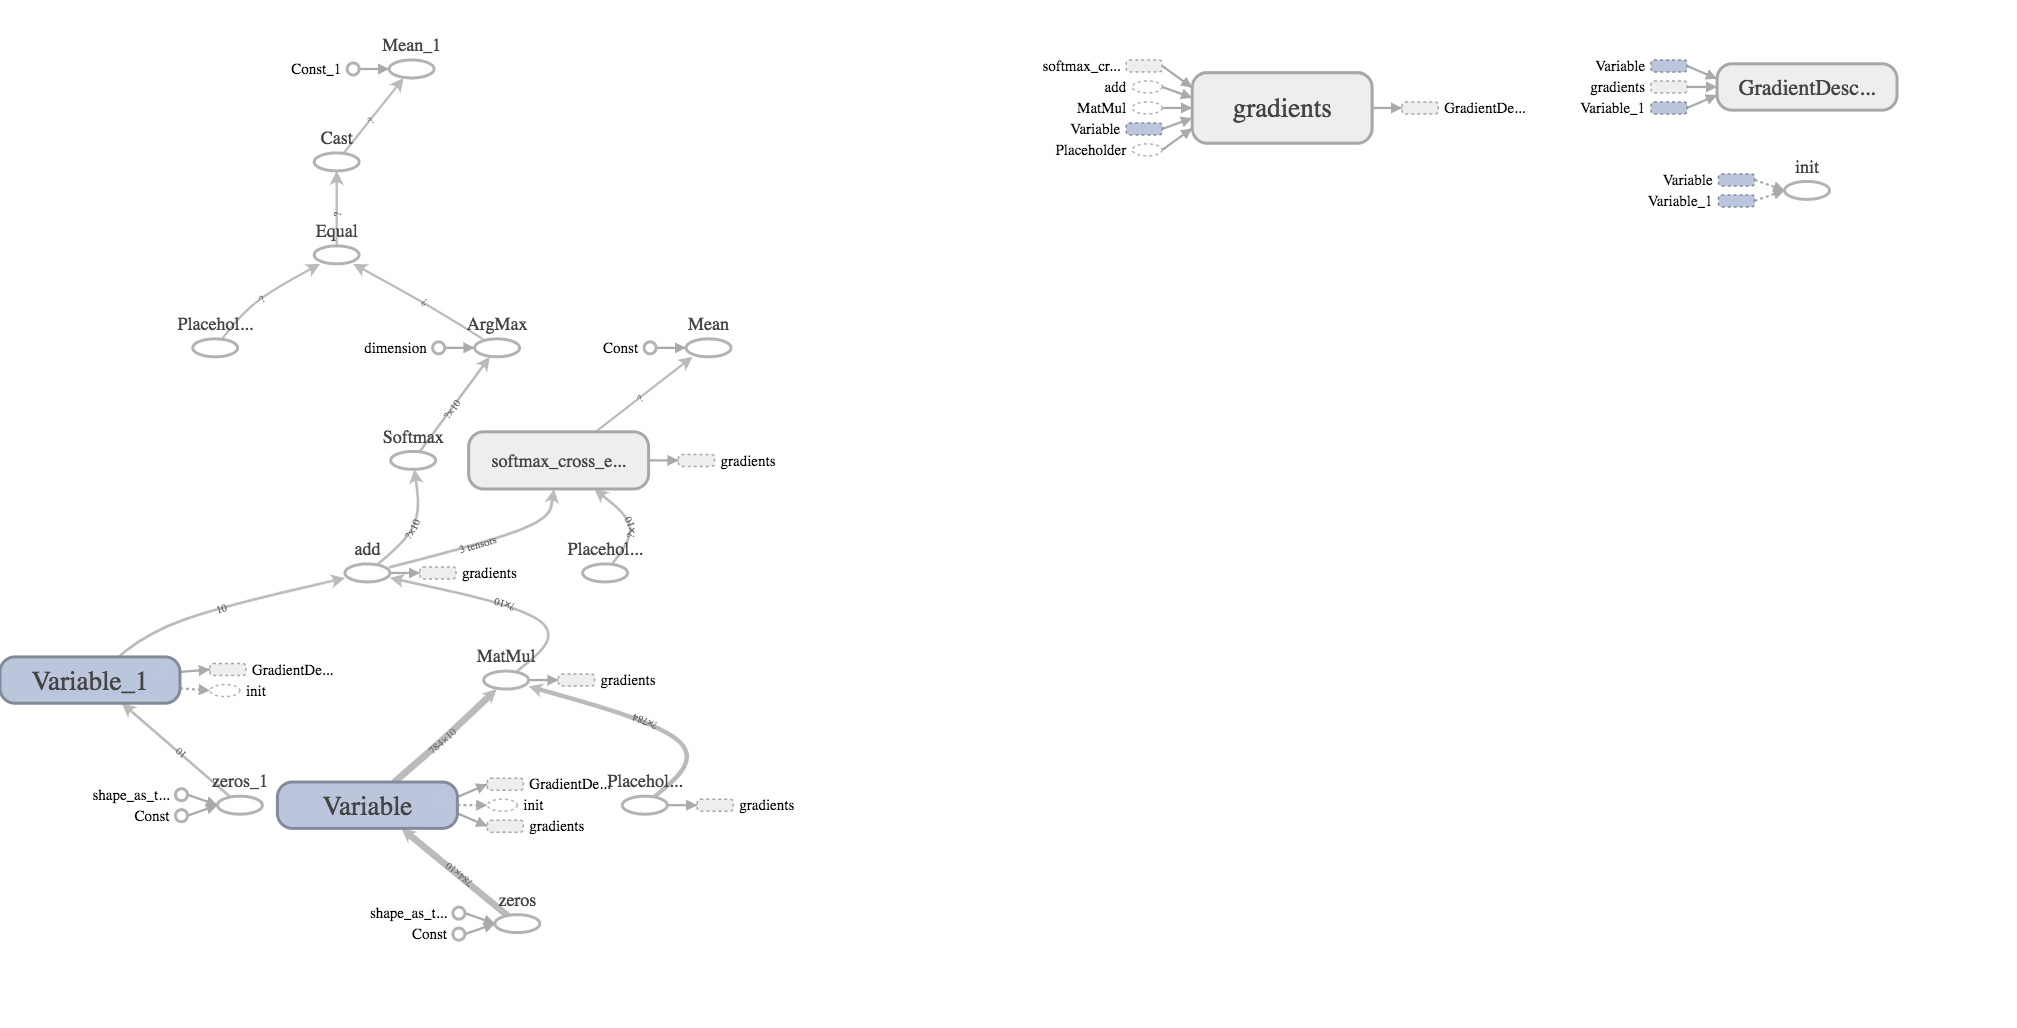 Mean_1
Const_1
?
Cast
?
Equal
?
?
Placehol...
ArgMax
dimension
Mean
Const
?
?×10
Softmax
softmax_cross_e...
gradients
?×10
3 tensors
?×10
add
gradients
Placehol...
10
?×10
Variable_1
GradientDe...
init
MatMul
gradients
?×784
784×10
10
zeros_1
shape_as_t...
Const
Variable
GradientDe...
init
gradients
Placehol...
gradients
784×10
zeros
shape_as_t...
Const
softmax_cr...
add
MatMul
Variable
Placeholder
gradients
GradientDe...
Variable
gradients
Variable_1
GradientDesc...
init
Variable
Variable_1